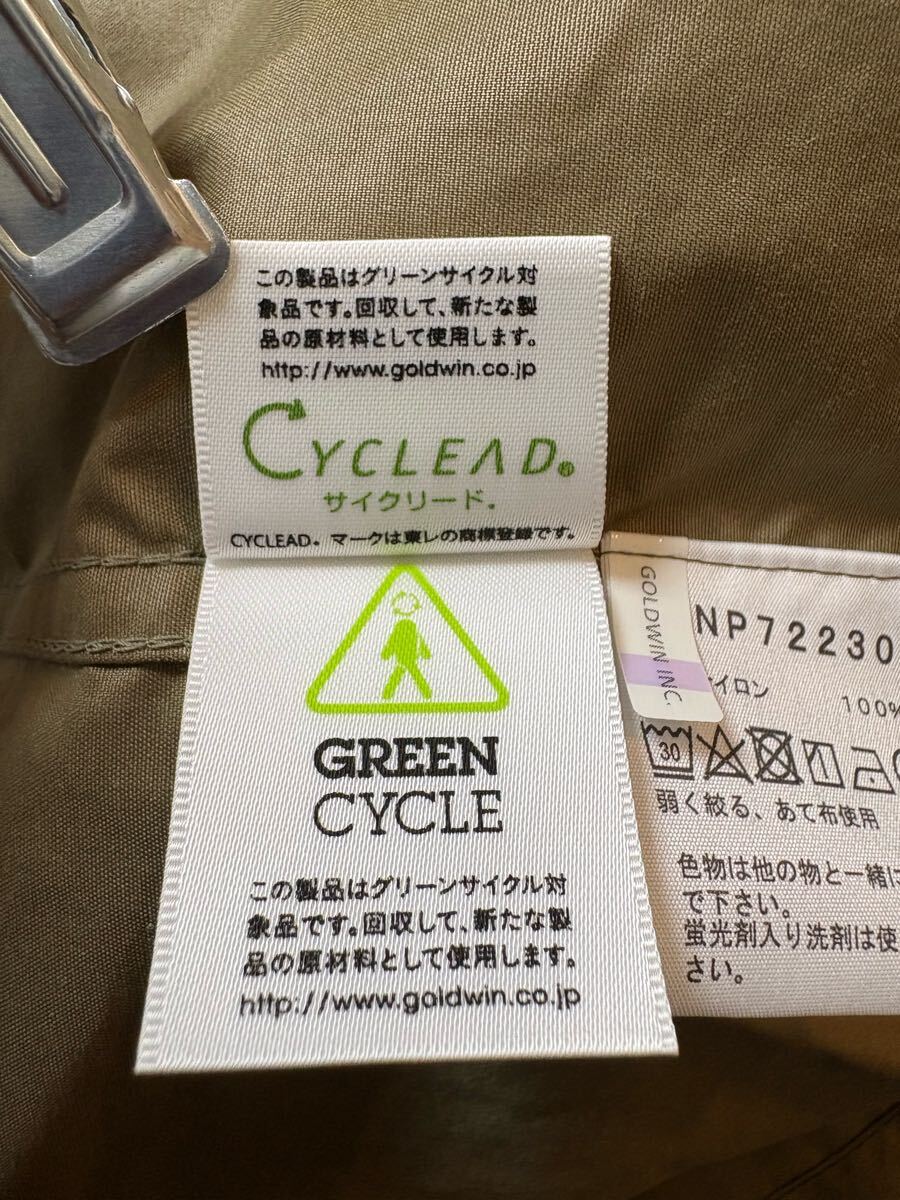 この製品はグリーンサイクル対
象品です。回収して、新たな製
品の原材料として使用します。
http://www.goldwin.co.jp
CYCLEAD®
サイクリード.
CYCLEAD. マークは東レの商標登録です。
GREEN
CYCLE
この製品はグリーンサイクル対
象品です。回収して、新たな製
品の原材料として使用します。
http://www.goldwin.co.jp
GOLDWIN INC.
NP72230
イロン 100%
30
弱く絞る、あて布使用
色物は他の物と一緒に
で下さい。
蛍光剤入り洗剤は使
さい。